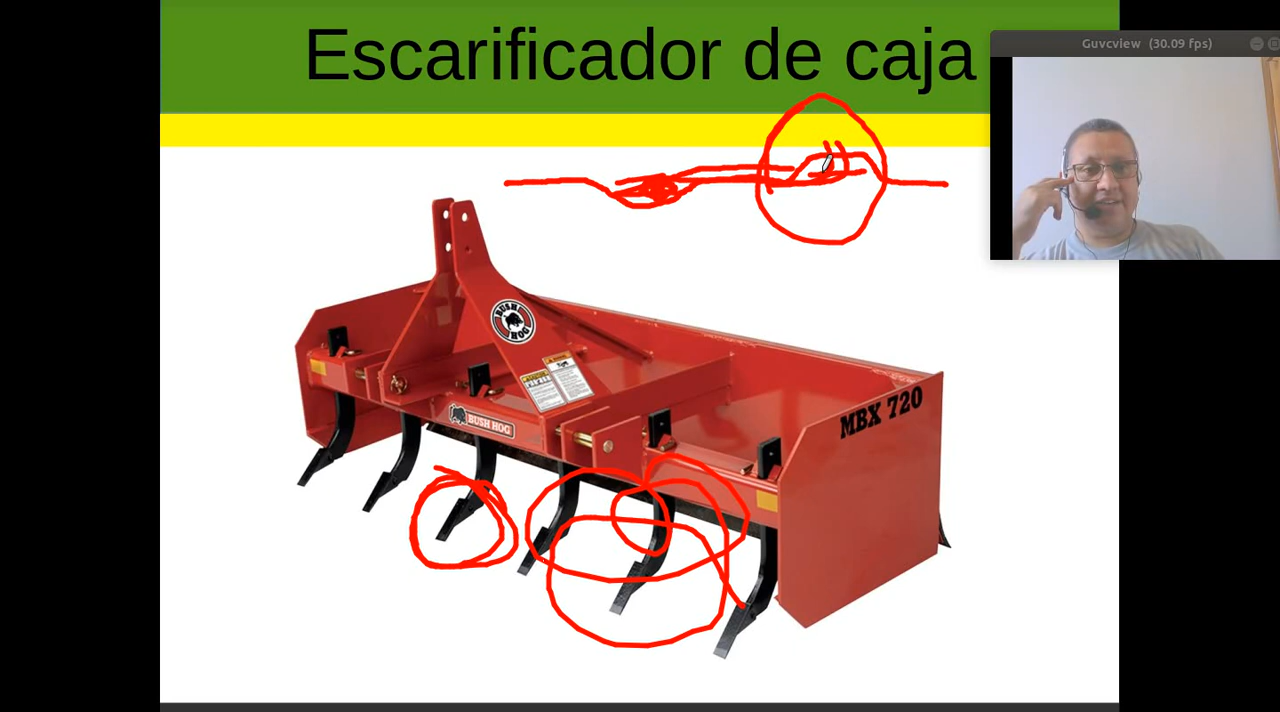 Escarificador de caja
Guvcview (30.09 fps)
BUSH
HOG
MBX 720
BUSH HOG